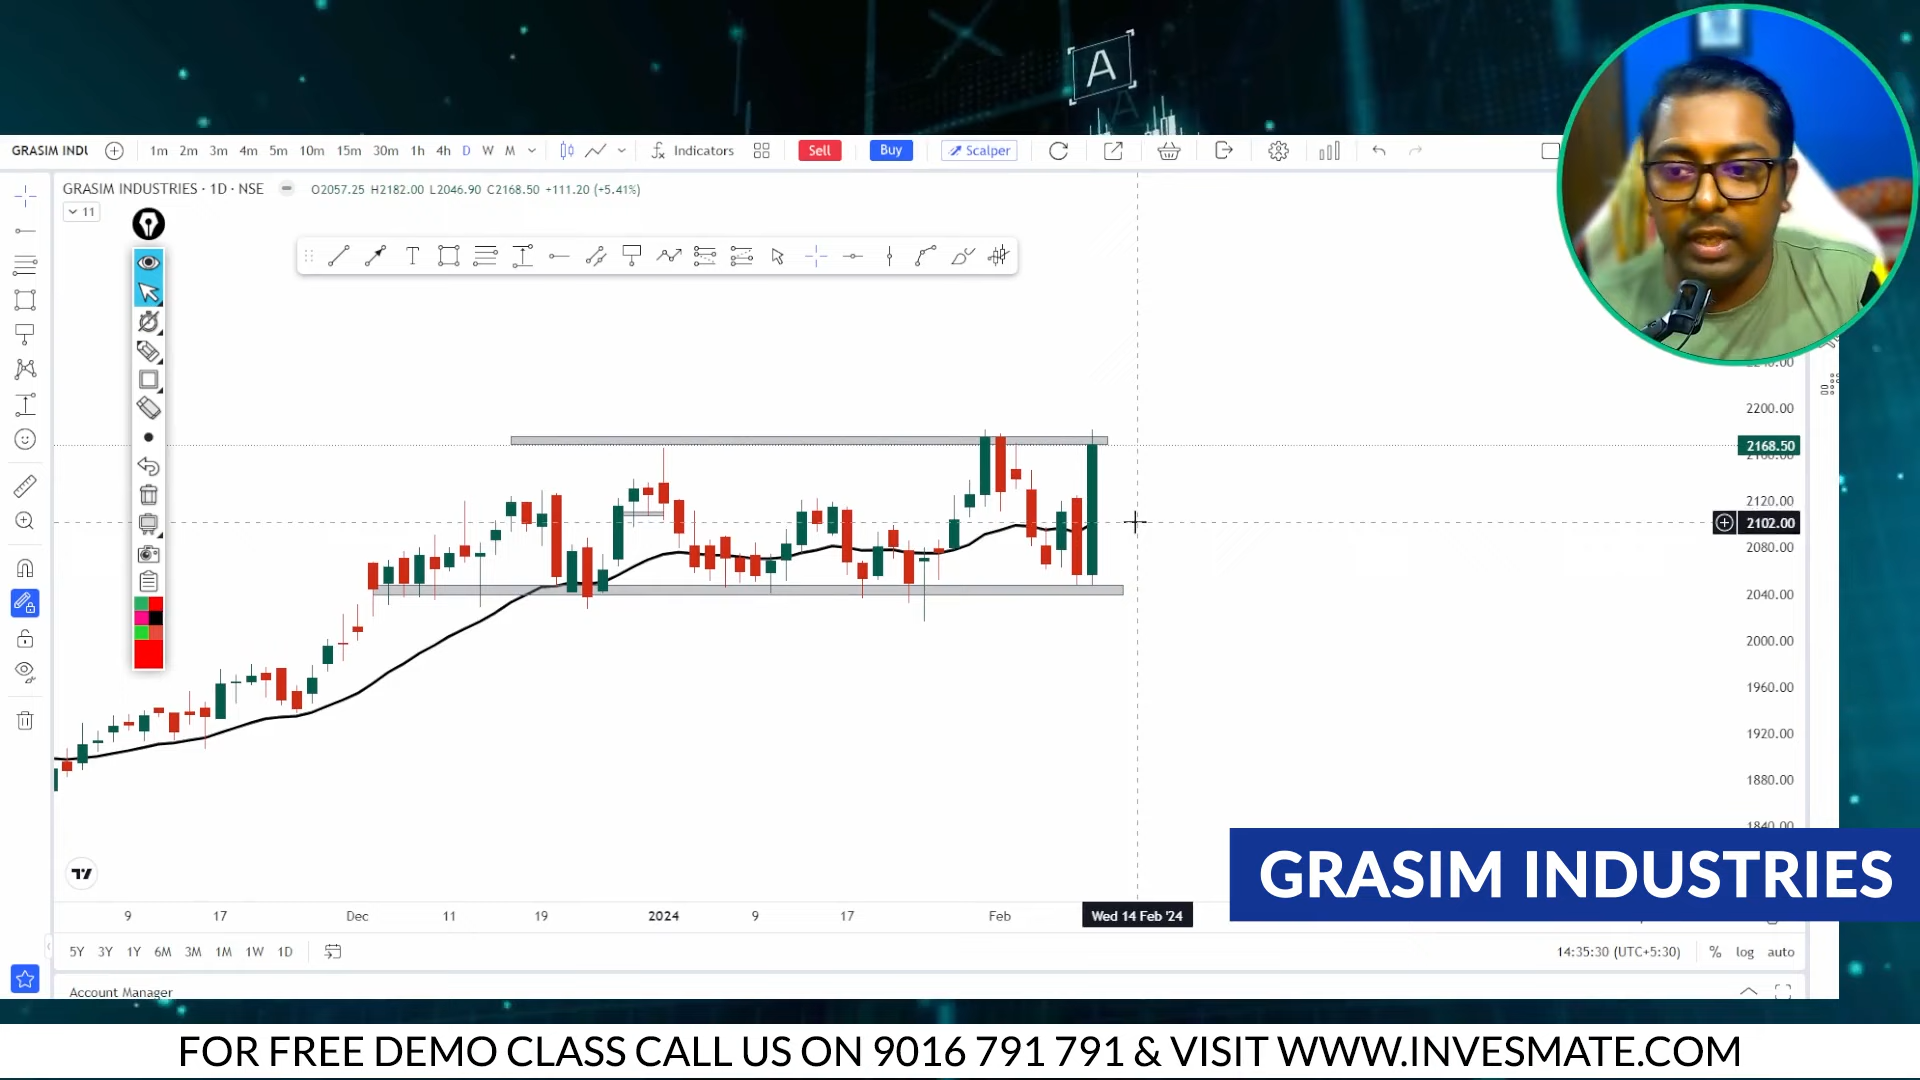 A
GRASIM INDU
1m 2m 3m 4m 5m 10m 15m 30m 1h 4h D W M
Indicators
Sell
Buy
Scalper
GRASIM INDUSTRIES · 1D · NSE
O2057.25 H2182.00 L2046.90 C2168.50 +111.20 (+5.41%)
11
T
2200.00
2168.50
2120.00
2102.00
2080.00
2040.00
2000.00
1960.00
1920.00
1880.00
GRASIM INDUSTRIES
9 17 Dec 11 19 2024 9 17 Feb
Wed 14 Feb '24
5Y 3Y 1Y 6M 3M 1M 1W 1D
14:35:30 (UTC+5:30)
% log auto
Account Manager
FOR FREE DEMO CLASS CALL US ON 9016 791 791 & VISIT WWW.INVESMATE.COM